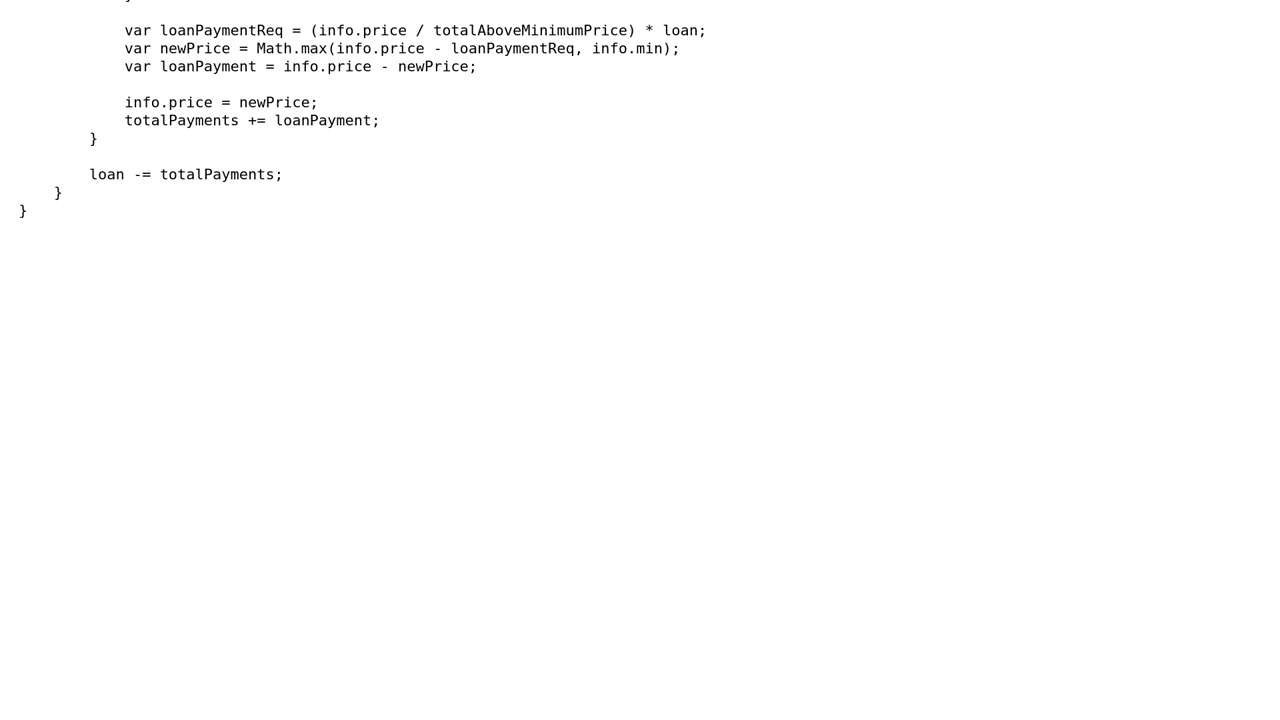 var loanPaymentReq = (info.price / totalAboveMinimumPrice) * loan;
var newPrice = Math.max(info.price - loanPaymentReq, info.min);
var loanPayment = info.price - newPrice;
info.price = newPrice;
totalPayments += loanPayment;
}
loan -= totalPayments;
}
}